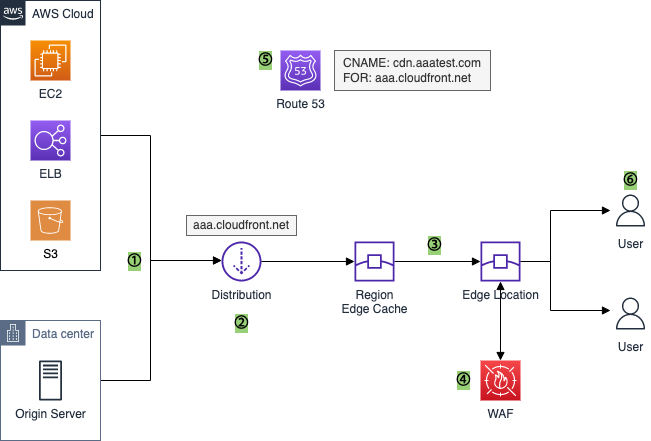 aws AWS Cloud
EC2
ELB
S3
①
Data center
Origin Server
aaa.cloudfront.net
Distribution
②
⑤
53
Route 53
CNAME: cdn.aaatest.com
FOR: aaa.cloudfront.net
Region
Edge Cache
③
Edge Location
④
WAF
⑥
User
User